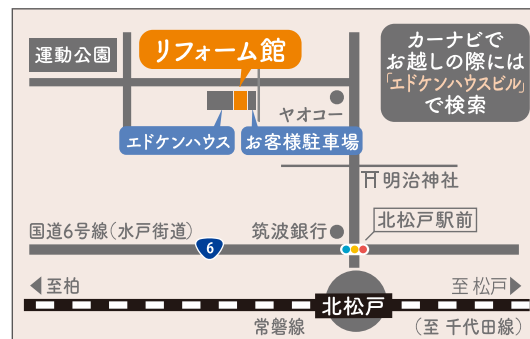 運動公園
リフォーム館
カーナビで
お越しの際には
「エドケンハウスビル」
で検索
ヤオコー
エドケンハウス
お客様駐車場
明治神社
北松戸駅前
国道6号線(水戸街道)
6
筑波銀行
至柏
至 松戸
北松戸
常磐線
(至 千代田線)